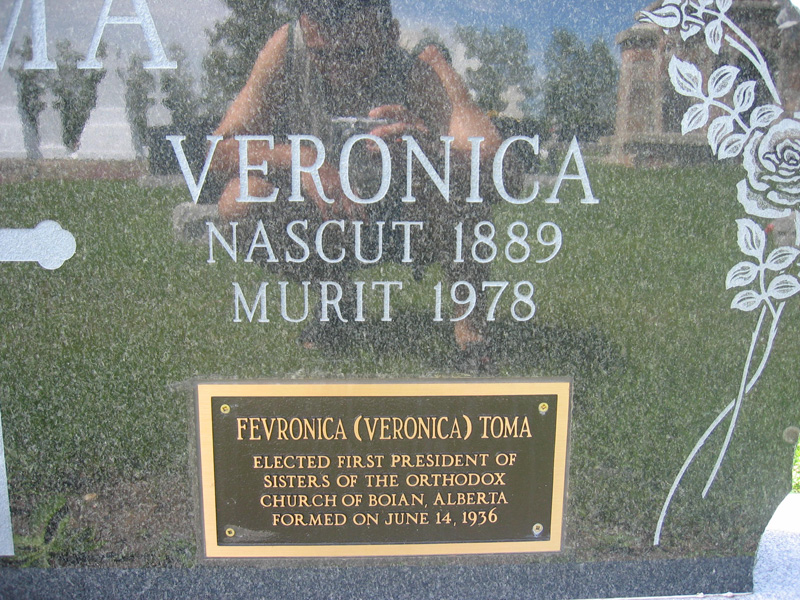 MA
VERONICA
NASCUT 1889
MURIT 1978
FEVRONICA (VERONICA) TOMA
ELECTED FIRST PRESIDENT OF
SISTERS OF THE ORTHODOX
CHURCH OF BOIAN, ALBERTA
FORMED ON JUNE 14, 1936